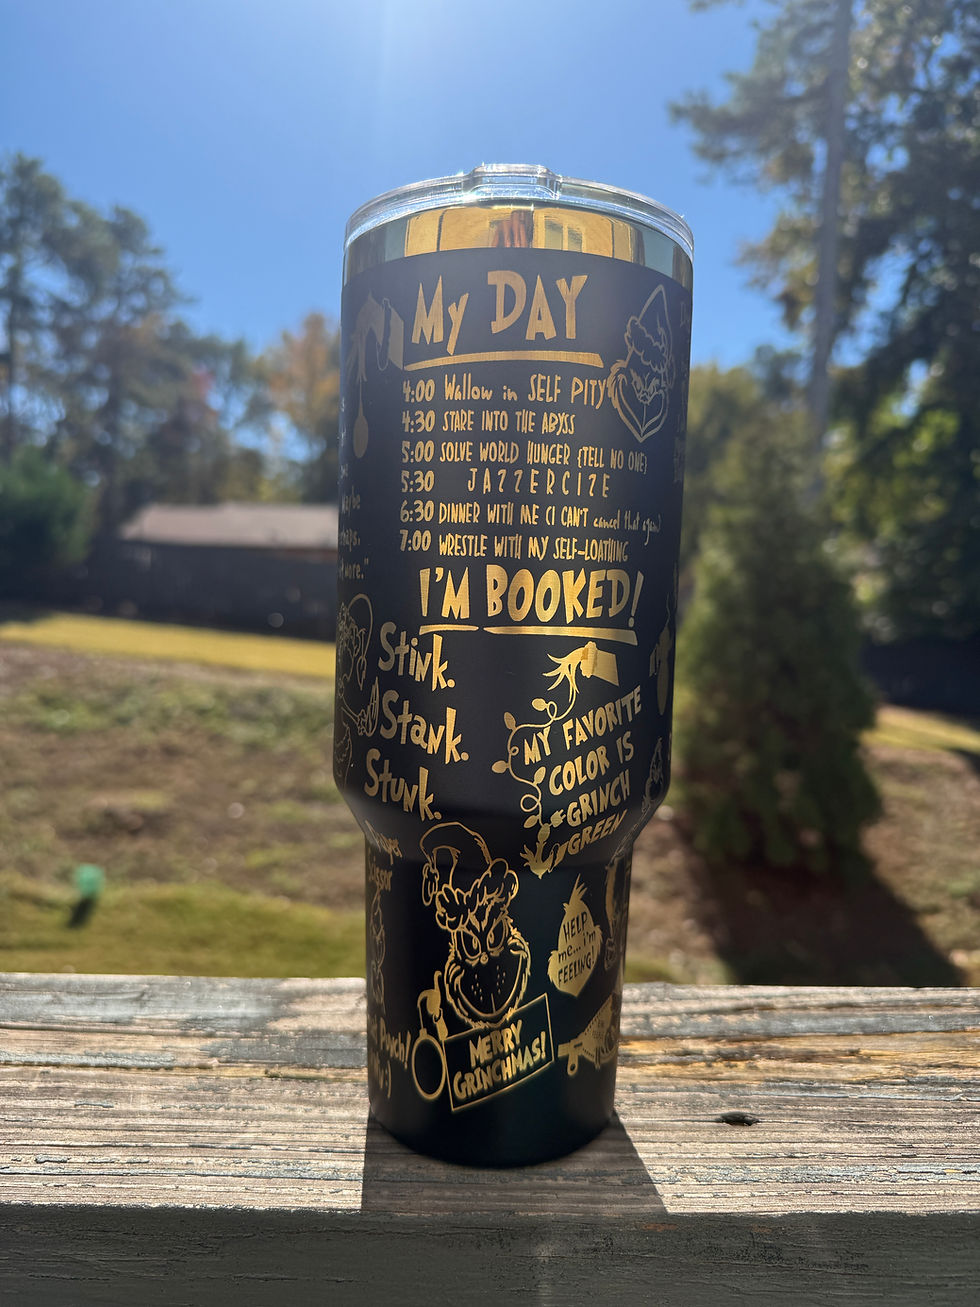 My DAY
4:00 Wallow in SELF PITY
4:30 STARE INTO THE ABYSS
5:00 SOLVE WORLD HUNGER {TELL NO ONE}
5:30 JAZZERCIZE
6:30 DINNER WITH ME (I CAN'T cancel that again)
7:00 WRESTLE WITH MY SELF-LOATHING
I'M BOOKED!
Stink.
Stank.
Stunk.
MY FAVORITE
COLOR IS
GRINCH
GREEN
HELP
me... i'm
FEELING!
MERRY
GRINCHMAS!